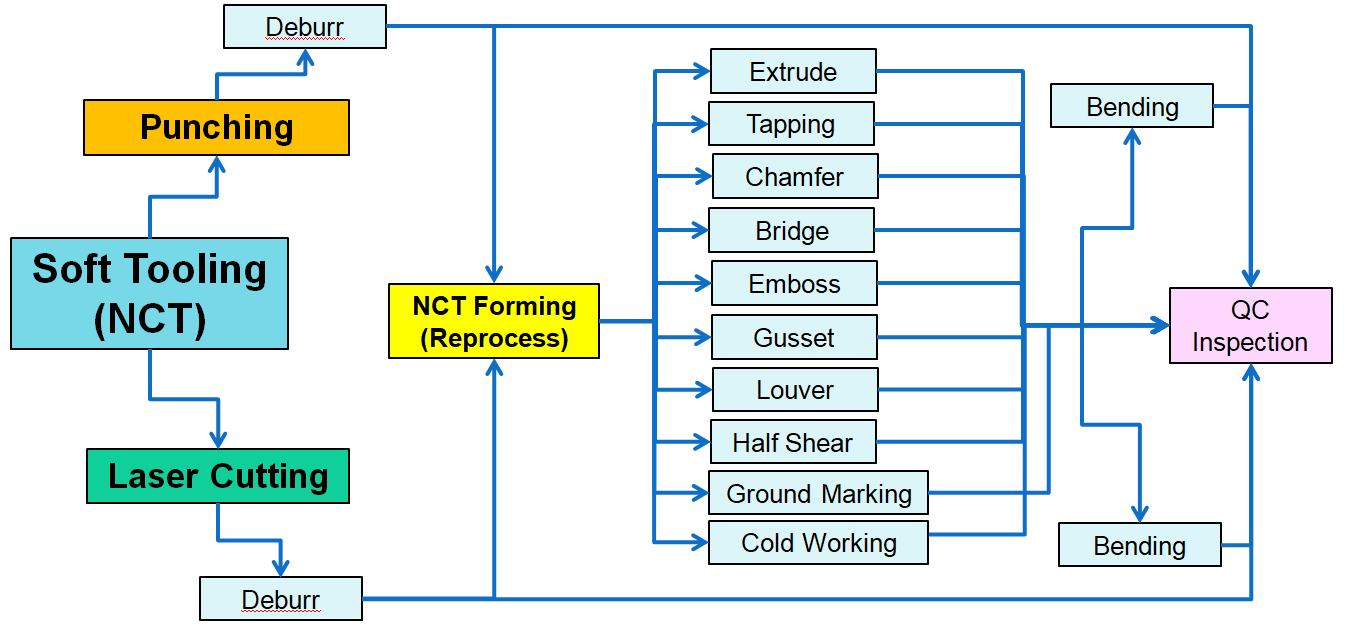 Deburr
Punching
Soft Tooling
(NCT)
Laser Cutting
Deburr
NCT Forming
(Reprocess)
Extrude
Tapping
Chamfer
Bridge
Emboss
Gusset
Louver
Half Shear
Ground Marking
Cold Working
Bending
Bending
QC
Inspection